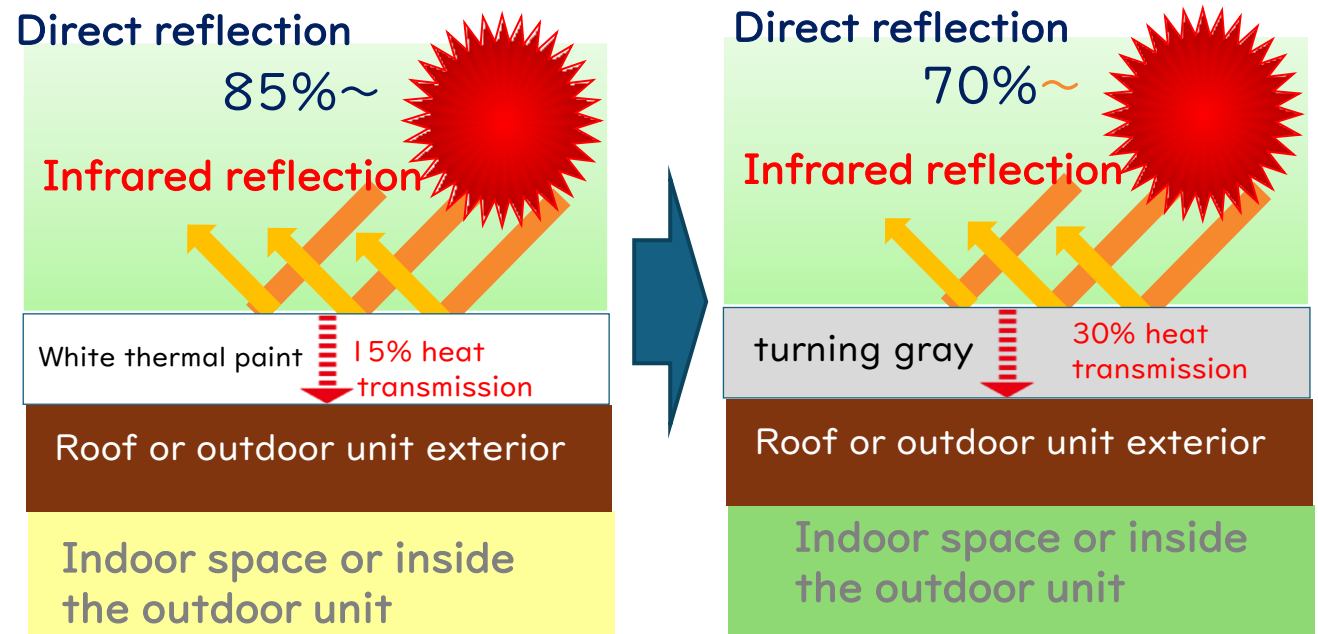 Direct reflection
85%～
Infrared reflection
White thermal paint
15% heat
transmission
Roof or outdoor unit exterior
Indoor space or inside
the outdoor unit
Direct reflection
70%～
Infrared reflection
turning gray
30% heat
transmission
Roof or outdoor unit exterior
Indoor space or inside
the outdoor unit